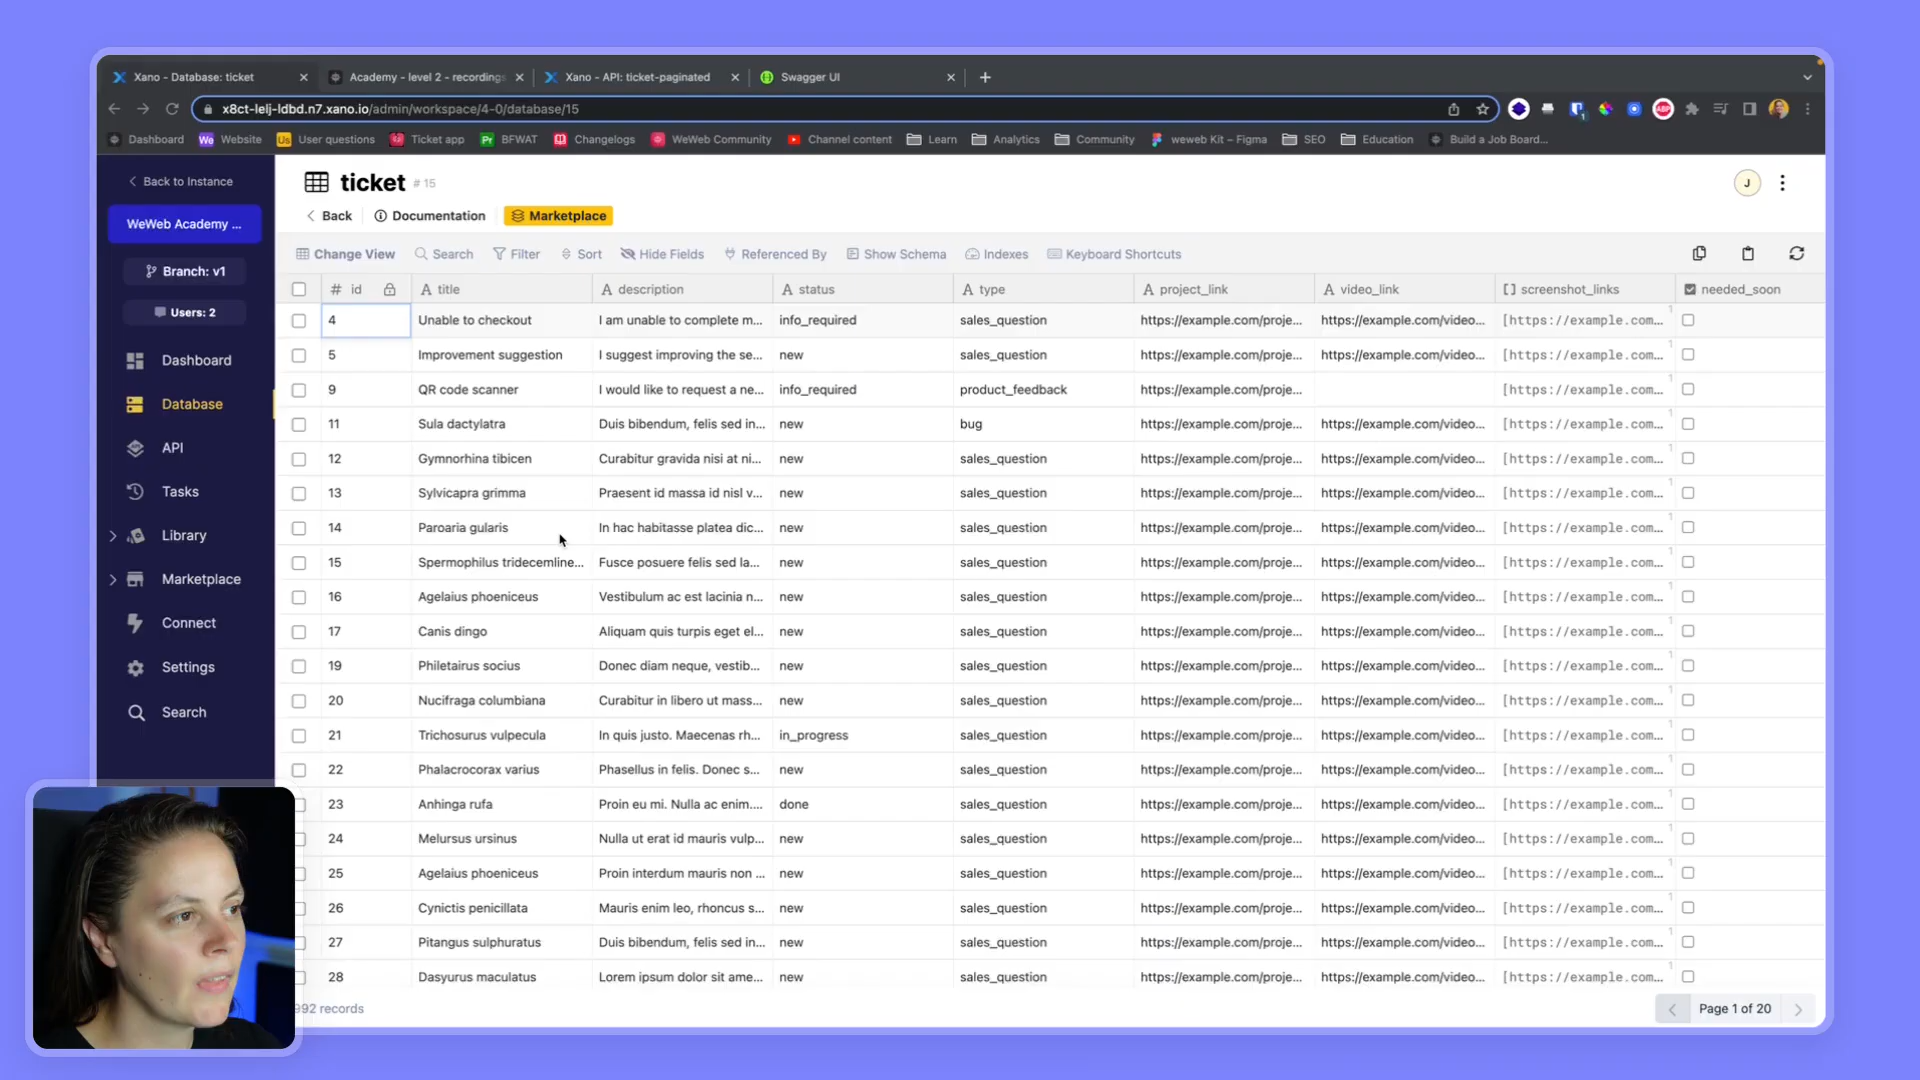 Xano - Database: ticket
Academy - level 2 - recordings
Xano - API: ticket-paginated
Swagger UI
x8ct-lelj-ldbd.n7.xano.io/admin/workspace/4-0/database/15
Dashboard
We Website
Us User questions
Ticket app
Pr BFWAT
Changelogs
WeWeb Community
Channel content
Learn
Analytics
Community
weweb Kit – Figma
SEO
Education
Build a Job Board...
Back to Instance
WeWeb Academy ...
Branch: v1
Users: 2
Dashboard
Database
API
Tasks
Library
Marketplace
Connect
Settings
Search
ticket # 15
J
Back Documentation Marketplace
Change View Search Filter Sort Hide Fields Referenced By Show Schema Indexes Keyboard Shortcuts
# id A title A description A status A type A project_link A video_link [] screenshot_links needed_soon
4 Unable to checkout I am unable to complete m... info_required sales_question https://example.com/proje... https://example.com/video... [https://example.com... 1
5 Improvement suggestion I suggest improving the se... new sales_question https://example.com/proje... https://example.com/video... [https://example.com... 1
9 QR code scanner I would like to request a ne... info_required product_feedback https://example.com/proje... [https://example.com... 1
11 Sula dactylatra Duis bibendum, felis sed in... new bug https://example.com/proje... https://example.com/video... [https://example.com... 1
12 Gymnorhina tibicen Curabitur gravida nisi at ni... new sales_question https://example.com/proje... https://example.com/video... [https://example.com... 1
13 Sylvicapra grimma Praesent id massa id nisl v... new sales_question https://example.com/proje... https://example.com/video... [https://example.com... 1
14 Paroaria gularis In hac habitasse platea dic... new sales_question https://example.com/proje... https://example.com/video... [https://example.com... 1
15 Spermophilus tridecemline... Fusce posuere felis sed la... new sales_question https://example.com/proje... https://example.com/video... [https://example.com... 1
16 Agelaius phoeniceus Vestibulum ac est lacinia n... new sales_question https://example.com/proje... https://example.com/video... [https://example.com... 1
17 Canis dingo Aliquam quis turpis eget el... new sales_question https://example.com/proje... https://example.com/video... [https://example.com... 1
19 Philetairus socius Donec diam neque, vestib... new sales_question https://example.com/proje... https://example.com/video... [https://example.com... 1
20 Nucifraga columbiana Curabitur in libero ut mass... new sales_question https://example.com/proje... https://example.com/video... [https://example.com... 1
21 Trichosurus vulpecula In quis justo. Maecenas rh... in_progress sales_question https://example.com/proje... https://example.com/video... [https://example.com... 1
22 Phalacrocorax varius Phasellus in felis. Donec s... new sales_question https://example.com/proje... https://example.com/video... [https://example.com... 1
23 Anhinga rufa Proin eu mi. Nulla ac enim.... done sales_question https://example.com/proje... https://example.com/video... [https://example.com... 1
24 Melursus ursinus Nulla ut erat id mauris vulp... new sales_question https://example.com/proje... https://example.com/video... [https://example.com... 1
25 Agelaius phoeniceus Proin interdum mauris non ... new sales_question https://example.com/proje... https://example.com/video... [https://example.com... 1
26 Cynictis penicillata Mauris enim leo, rhoncus s... new sales_question https://example.com/proje... https://example.com/video... [https://example.com... 1
27 Pitangus sulphuratus Duis bibendum, felis sed in... new sales_question https://example.com/proje... https://example.com/video... [https://example.com... 1
28 Dasyurus maculatus Lorem ipsum dolor sit ame... new sales_question https://example.com/proje... https://example.com/video... [https://example.com... 1
992 records
Page 1 of 20